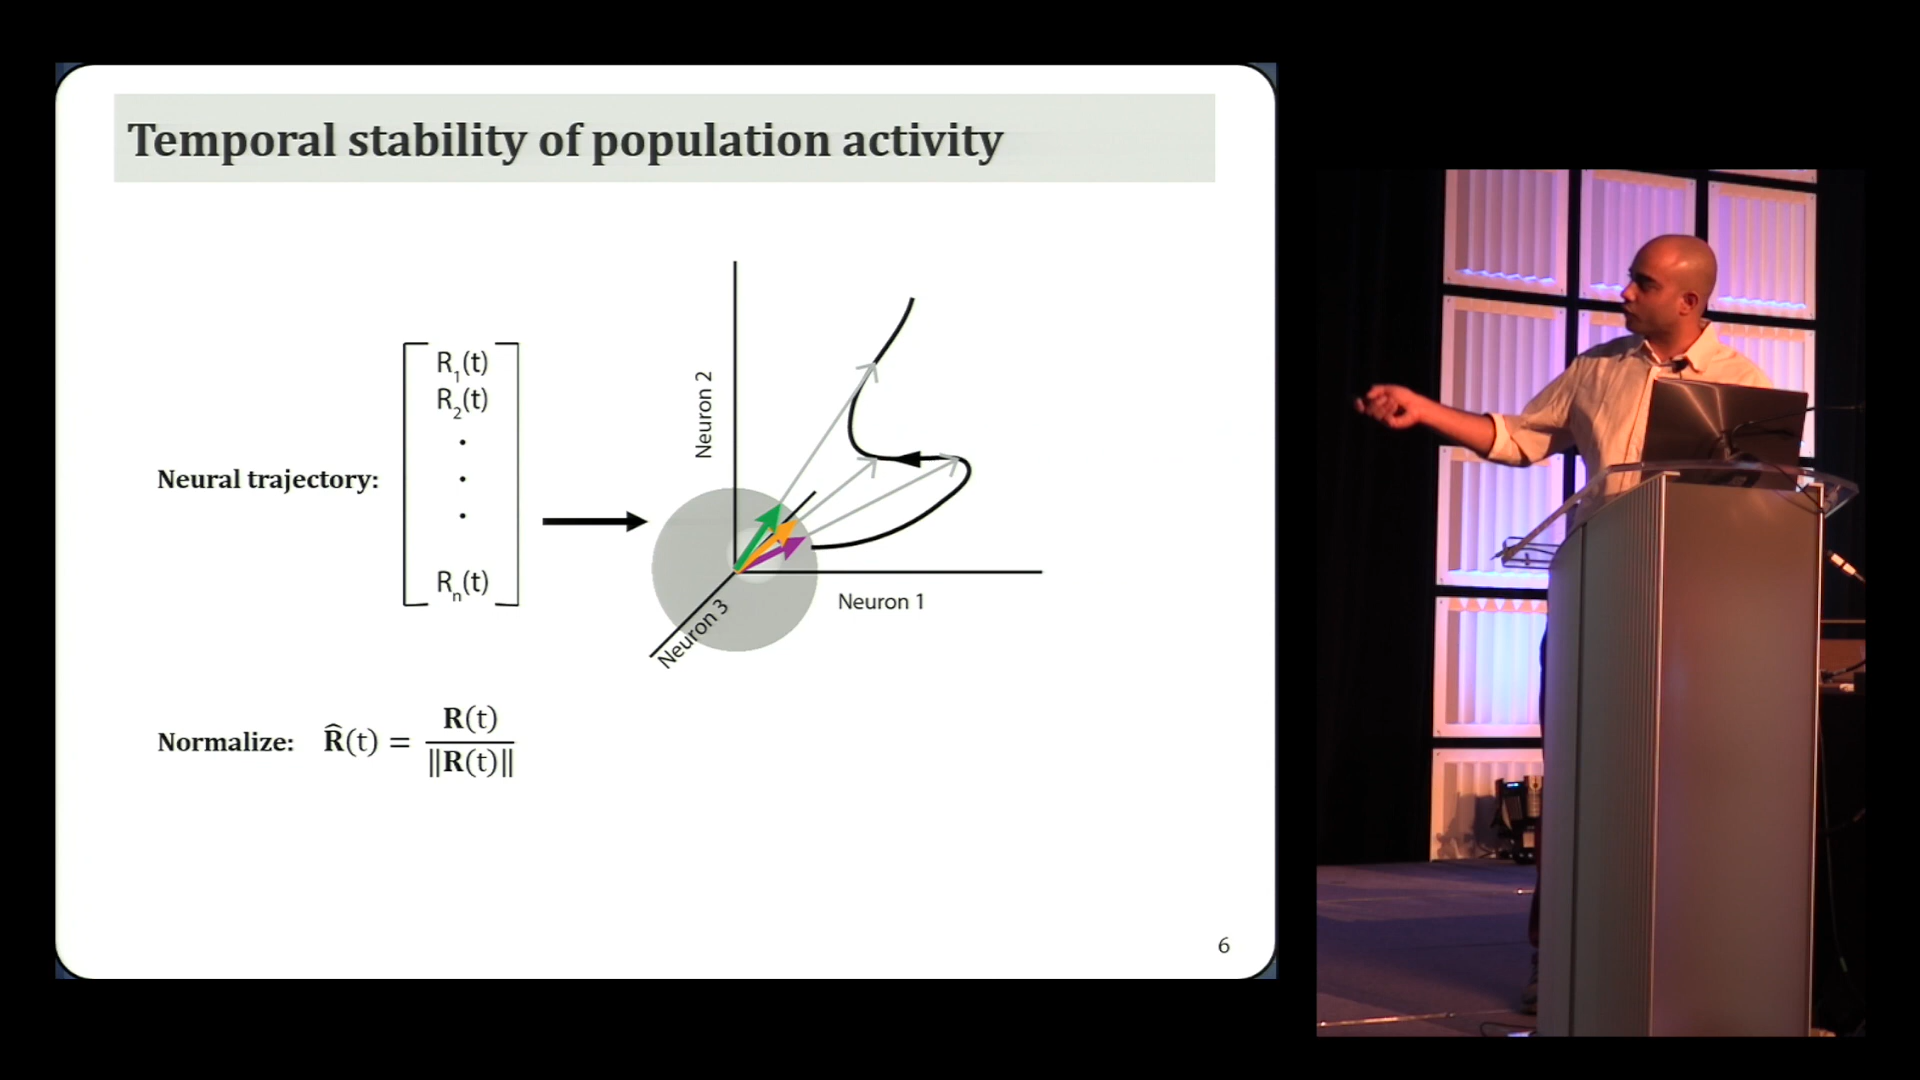 Temporal stability of population activity
Neural trajectory:
R1(t)
R2(t)
.
.
.
Rn(t)
Neuron 2
Neuron 1
Neuron 3
Normalize: R̂(t) = R(t) / ‖R(t)‖
6